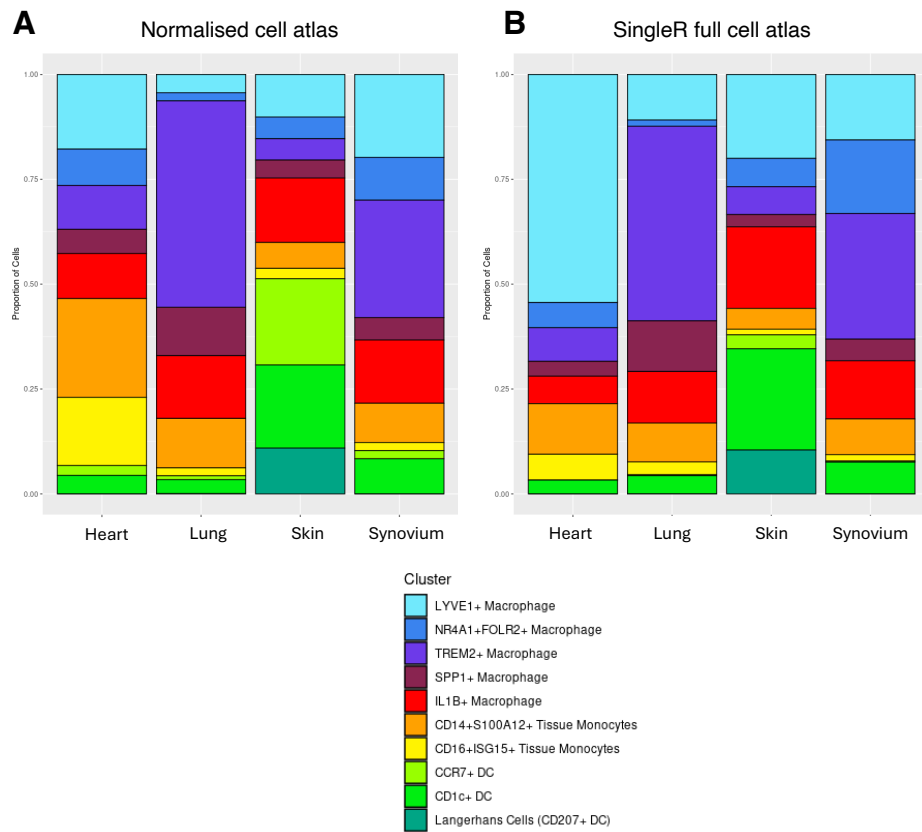 A
Normalised cell atlas
B
SingleR full cell atlas
Proportion of Cells
1.00
0.75
0.50
0.25
0.00
Heart
Lung
Skin
Synovium
Proportion of Cells
1.00
0.75
0.50
0.25
0.00
Heart
Lung
Skin
Synovium
Cluster
LYVE1+ Macrophage
NR4A1+FOLR2+ Macrophage
TREM2+ Macrophage
SPP1+ Macrophage
IL1B+ Macrophage
CD14+S100A12+ Tissue Monocytes
CD16+ISG15+ Tissue Monocytes
CCR7+ DC
CD1c+ DC
Langerhans Cells (CD207+ DC)